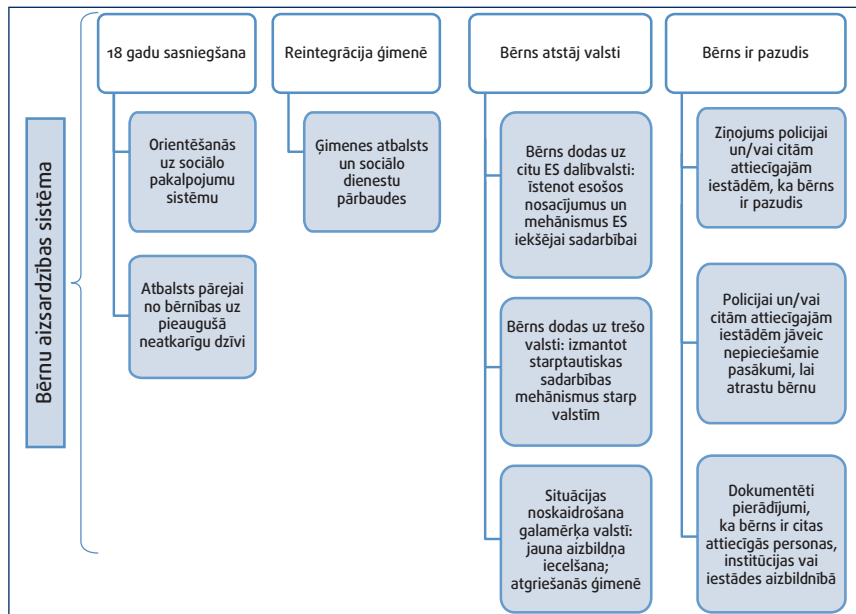 Bērnu aizsardzības sistēma
18 gadu sasniegšana
Orientēšanās
uz sociālo
pakalpojumu
sistēmu
Atbalsts pārejai
no bērnības uz
pieaugušā
neatkarīgu dzīvi
Reintegrācija ģimenē
Ģimenes atbalsts
un sociālo
dienestu
pārbaudes
Bērns atstāj valsti
Bērns dodas uz
citu ES dalībvalsti:
īstenot esošos
nosacījumus un
mehānismus ES
iekšējai sadarbībai
Bērns dodas uz trešo
valsti: izmantot
starptautiskas
sadarbības
mehānismus starp
valstīm
Situācijas
noskaidrošana
galamērķa valstī:
jauna aizbildņa
iecelšana;
atgriešanās ģimenē
Bērns ir pazudis
Ziņojums policijai
un/vai citām
attiecīgajām
iestādēm, ka bērns
ir pazudis
Policijai un/vai
citām attiecīgajām
iestādēm jāveic
nepieciešamie
pasākumi, lai
atrastu bērnu
Dokumentēti
pierādījumi,
ka bērns ir citas
attiecīgās personas,
institūcijas vai
iestādes aizbildnībā